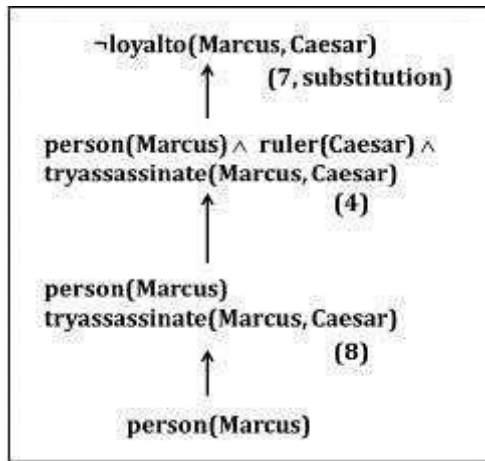 ¬loyalto(Marcus, Caesar)
(7, substitution)
person(Marcus) ∧ ruler(Caesar) ∧
tryassassinate(Marcus, Caesar)
(4)
person(Marcus)
tryassassinate(Marcus, Caesar)
(8)
person(Marcus)